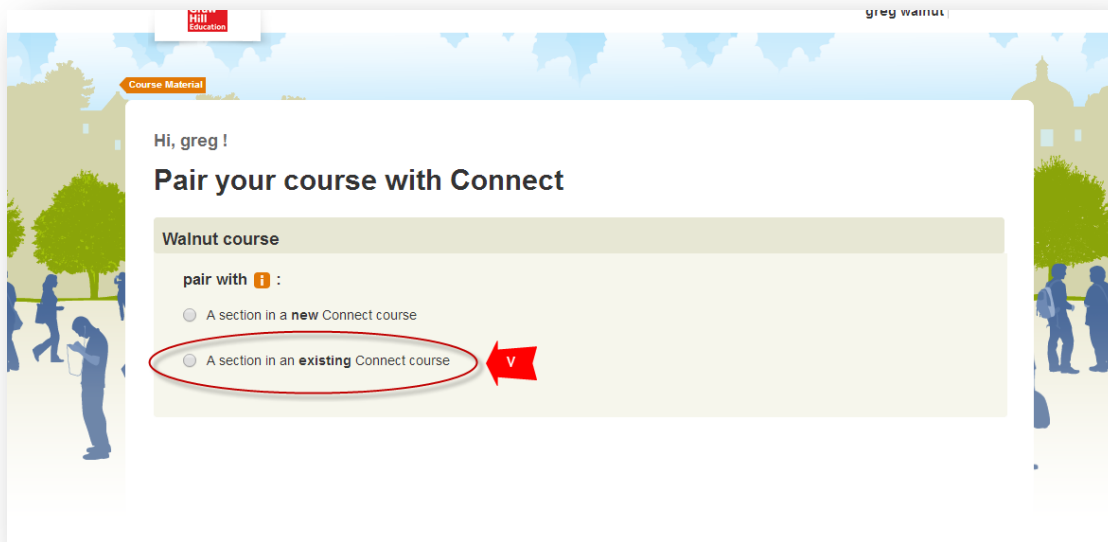 Hill
Education
greg walnut
Course Material
Hi, greg !
Pair your course with Connect
Walnut course
pair with i :
A section in a new Connect course
A section in an existing Connect course
V